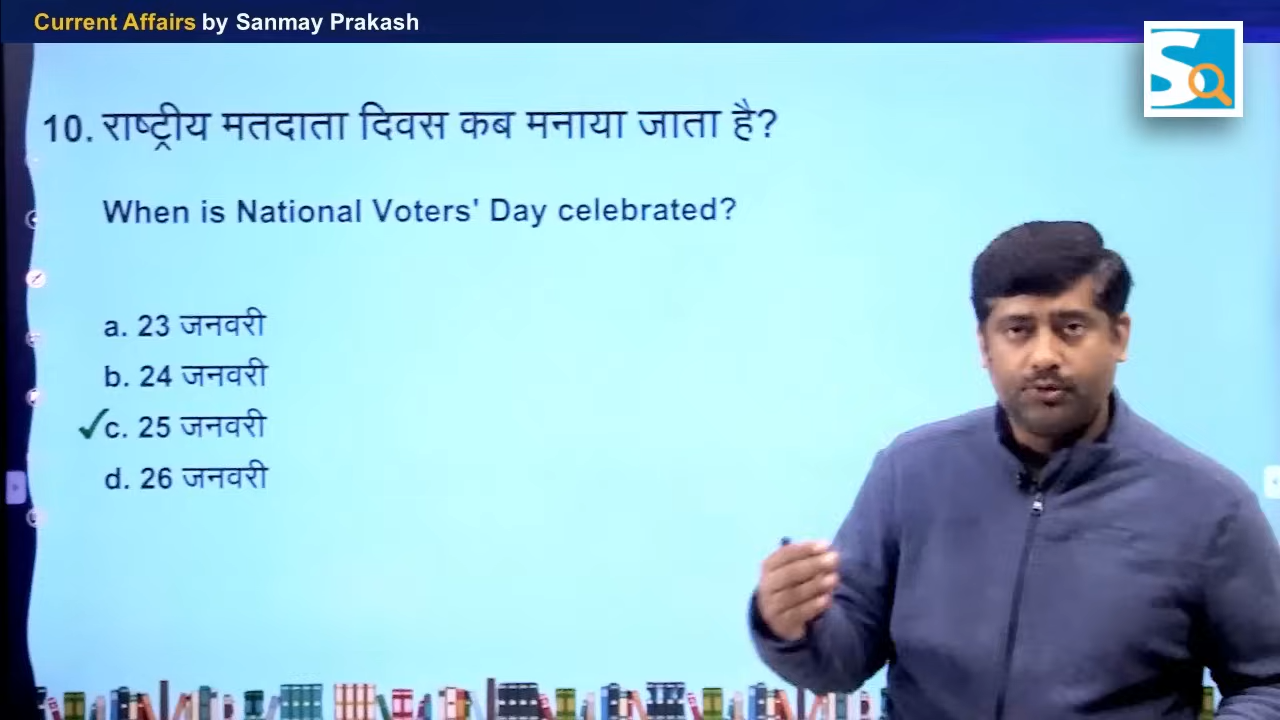 Current Affairs by Sanmay Prakash
S
10. राष्ट्रीय मतदाता दिवस कब मनाया जाता है?
When is National Voters' Day celebrated?
a. 23 जनवरी
b. 24 जनवरी
✓c. 25 जनवरी
d. 26 जनवरी